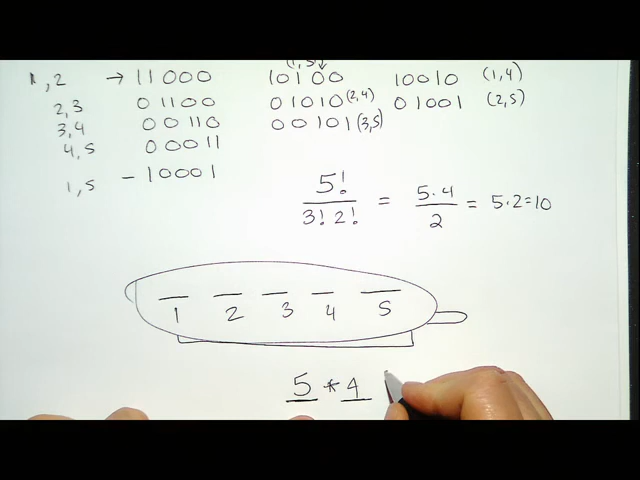 (1,3)
1,2 → 11000 10100 10010 (1,4)
2,3 01100 01010 (2,4) 01001 (2,5)
3,4 00110 00101 (3,5)
4,5 00011
1,5 – 10001
5!
3! 2!
=
5·4
2
= 5·2=10
1 2 3 4 5
5 * 4